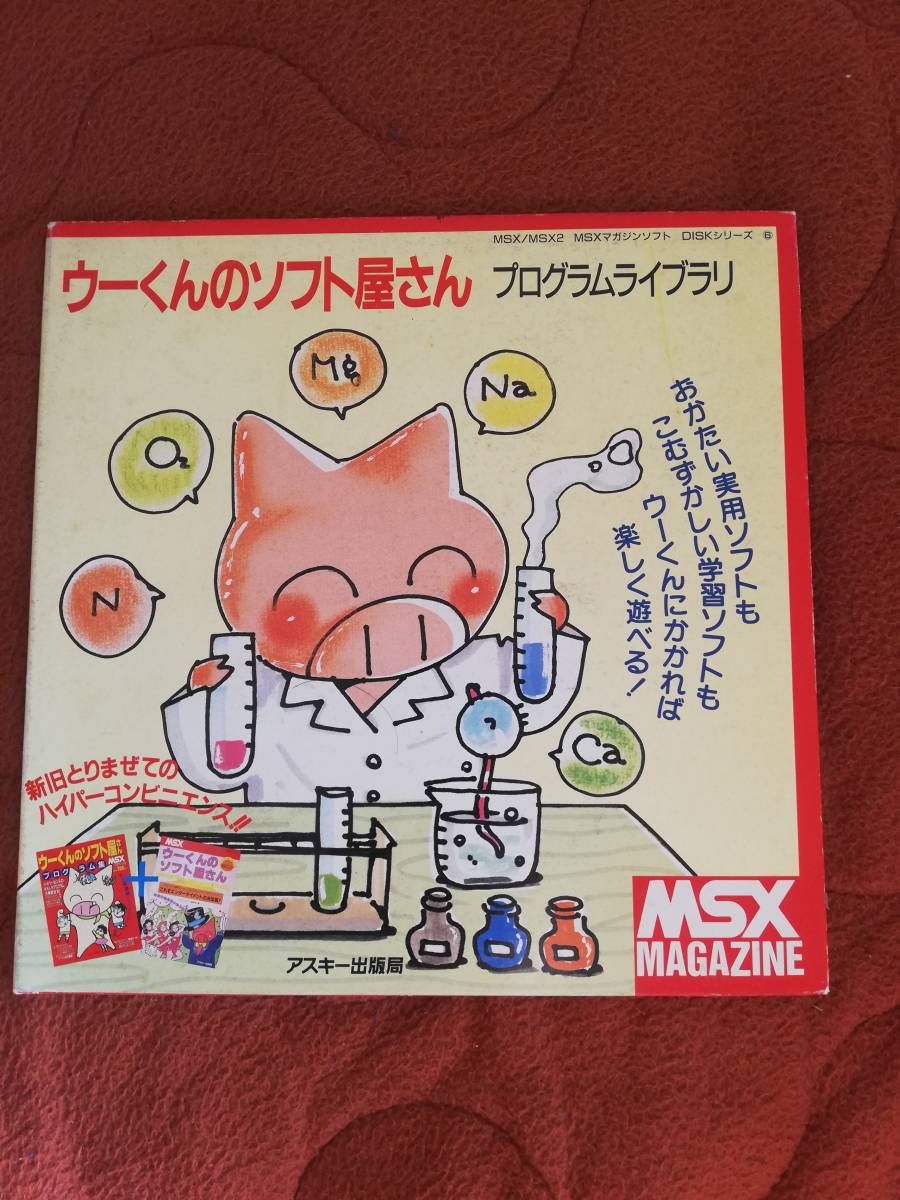 MSX/MSX2 MSXマガジンソフト DISKシリーズ ⑥
ウーくんのソフト屋さん プログラムライブラリ
Mg
Na
O₂
N
Ca
おかたい実用ソフトも
こむずかしい学習ソフトも
ウーくんにかかれば
楽しく遊べる!
新旧とりまぜての
ハイパーコンビニエンス!!
ウーくんのソフト屋さん
プログラム集
MSX
+
MSX
ウーくんの
ソフト屋さん
アスキー出版局
MSX
MAGAZINE